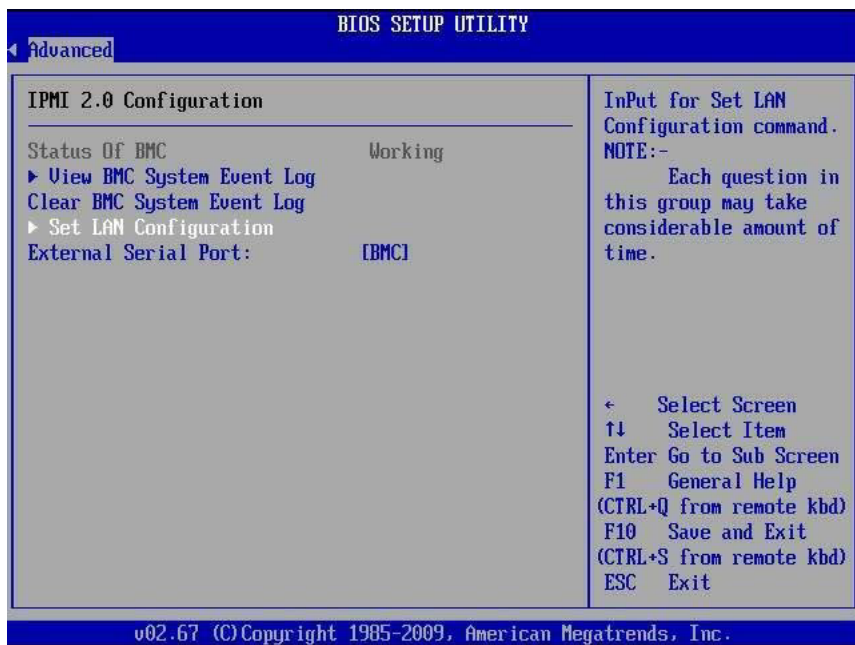 BIOS SETUP UTILITY
Advanced
IPMI 2.0 Configuration
Status Of BMC Working
View BMC System Event Log
Clear BMC System Event Log
Set LAN Configuration
External Serial Port: [BMC]
InPut for Set LAN
Configuration command.
NOTE:-
Each question in
this group may take
considerable amount of
time.
← Select Screen
↑↓ Select Item
Enter Go to Sub Screen
F1 General Help
(CTRL+Q from remote kbd)
F10 Save and Exit
(CTRL+S from remote kbd)
ESC Exit
v02.67 (C)Copyright 1985-2009, American Megatrends, Inc.